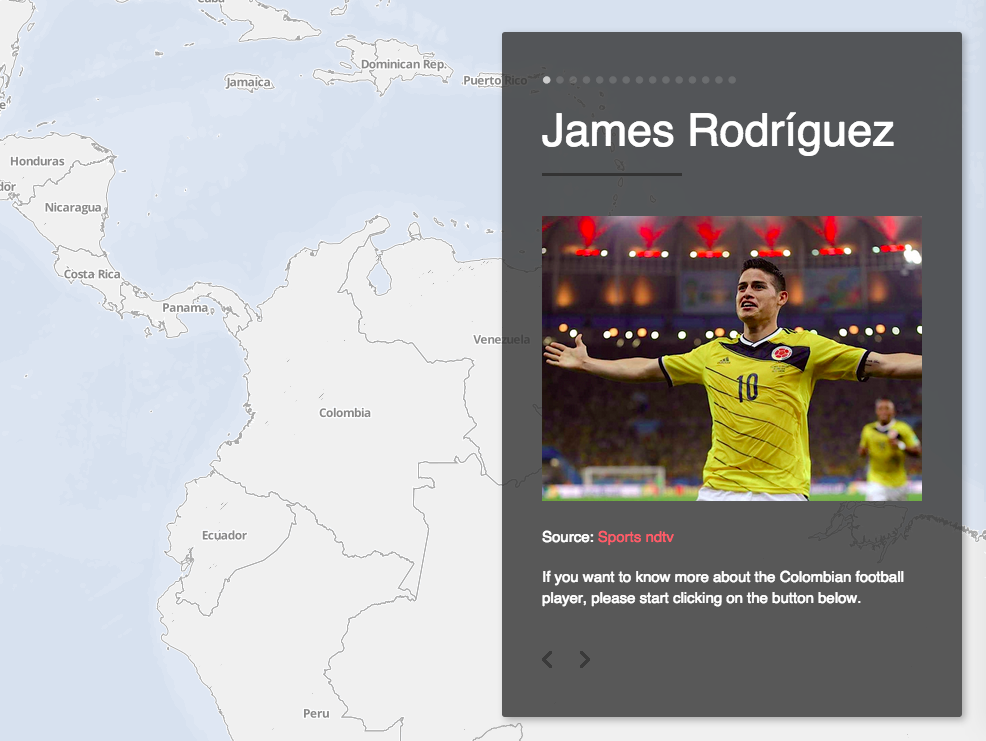 Cuba
Dominican Rep.
Jamaica
Puerto Rico
Honduras
dor
Nicaragua
Costa Rica
Panama
Venezuela
Colombia
Ecuador
Peru
James Rodríguez
10
Source: Sports ndtv
If you want to know more about the Colombian football
player, please start clicking on the button below.